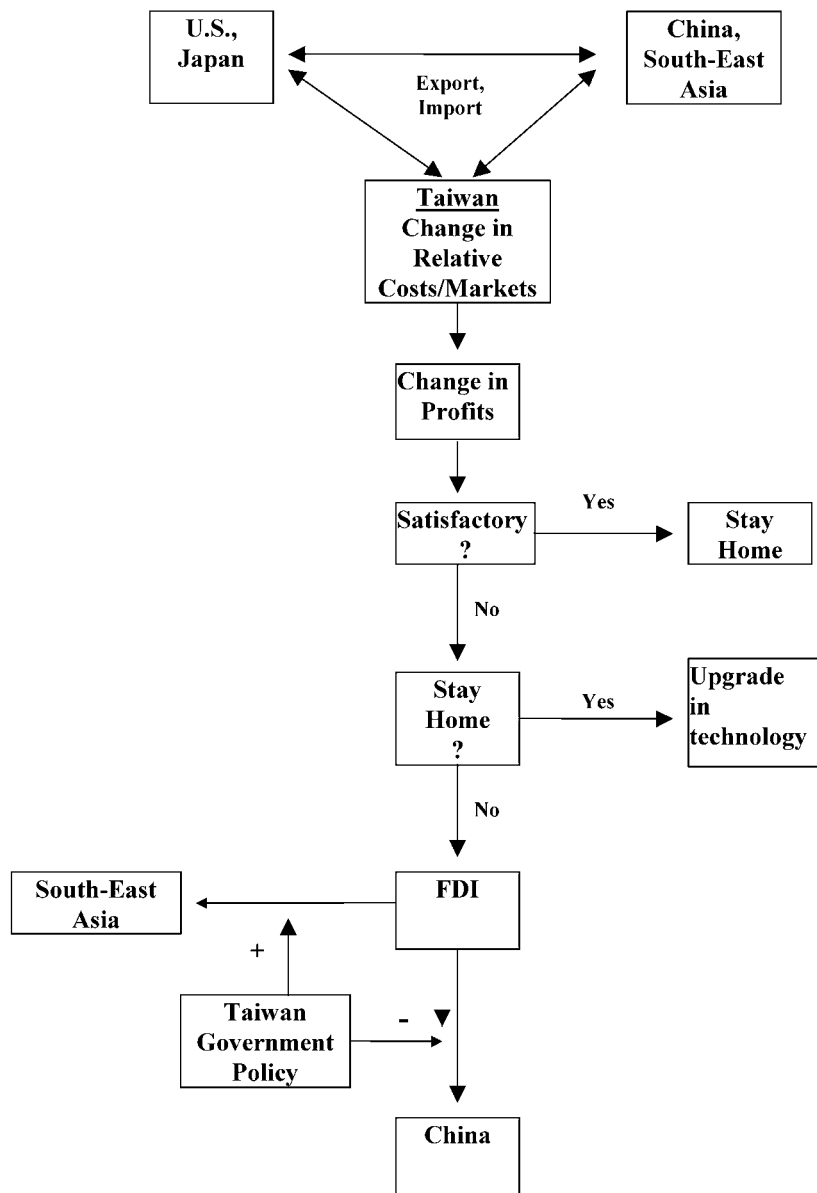 U.S.,
Japan
China,
South-East
Asia
Export,
Import
Taiwan
Change in
Relative
Costs/Markets
Change in
Profits
Satisfactory
?
Yes
Stay
Home
No
Stay
Home
?
Yes
Upgrade
in
technology
No
South-East
Asia
FDI
+
Taiwan
Government
Policy
-
China